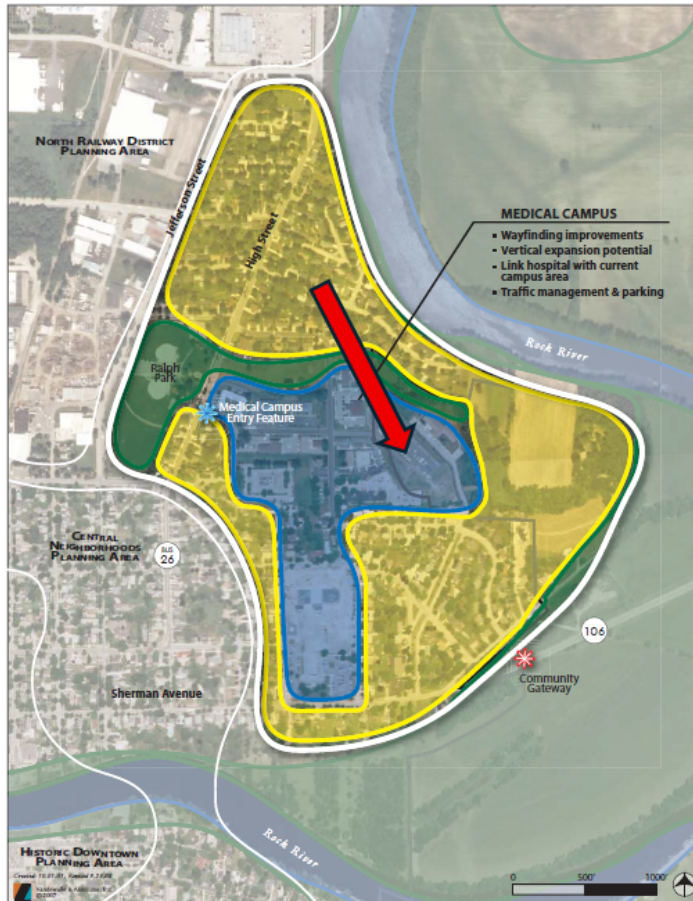 NORTH RAILWAY DISTRICT
PLANNING AREA
Jefferson Street
High Street
MEDICAL CAMPUS
▪ Wayfinding improvements
▪ Vertical expansion potential
▪ Link hospital with current
campus area
▪ Traffic management & parking
Rock River
Ralph
Park
Medical Campus
Entry Feature
CENTRAL
NEIGHBORHOODS
PLANNING AREA
BUS
26
106
Community
Gateway
Sherman Avenue
Rock River
HISTORIC DOWNTOWN
PLANNING AREA
0 500' 1000'